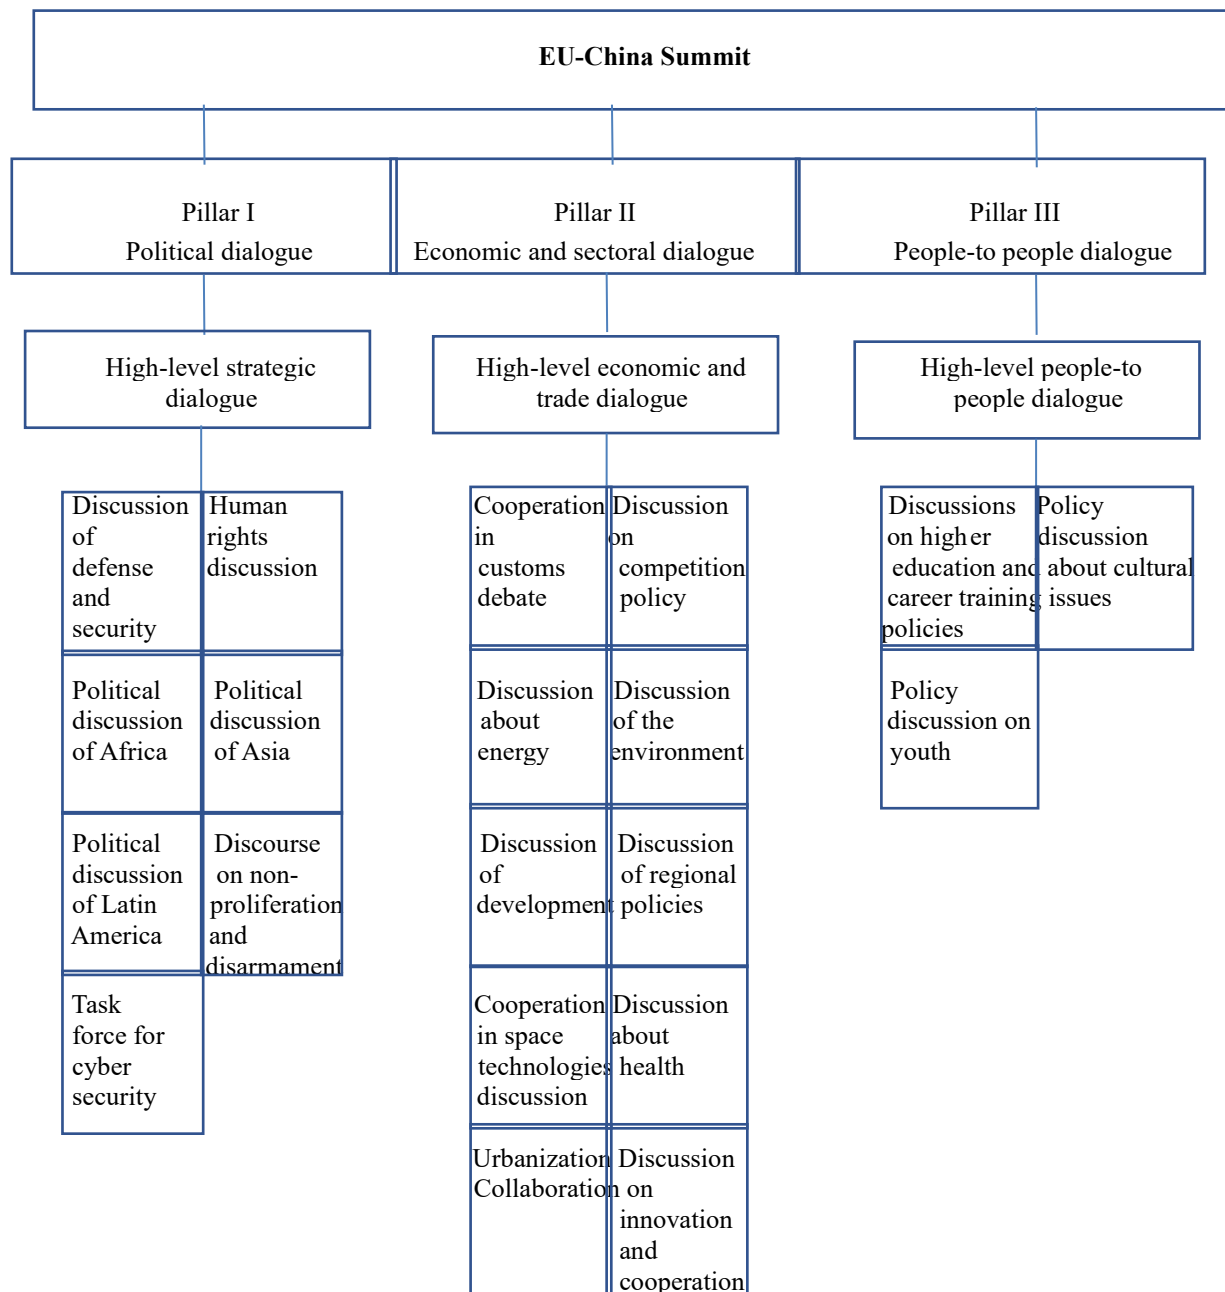 EU-China Summit
Pillar I
Political dialogue
Pillar II
Economic and sectoral dialogue
Pillar III
People-to people dialogue
High-level strategic
dialogue
High-level economic and
trade dialogue
High-level people-to
people dialogue
Discussion
of
defense
and
security
Human
rights
discussion
Political
discussion
of Africa
Political
discussion
of Asia
Political
discussion
of Latin
America
Discourse
on non-
proliferation
and
disarmament
Task
force for
cyber
security
Cooperation
in
customs
debate
Discussion
on
competition
policy
Discussion
about
energy
Discussion
of the
environment
Discussion
of
development
Discussion
of regional
policies
Cooperation
in space
technologies
discussion
Discussion
about
health
Urbanization
Collaboration
Discussion
on
innovation
and
cooperation
Discussions
on higher
education and
career training
policies
Policy
discussion
about cultural
issues
Policy
discussion on
youth